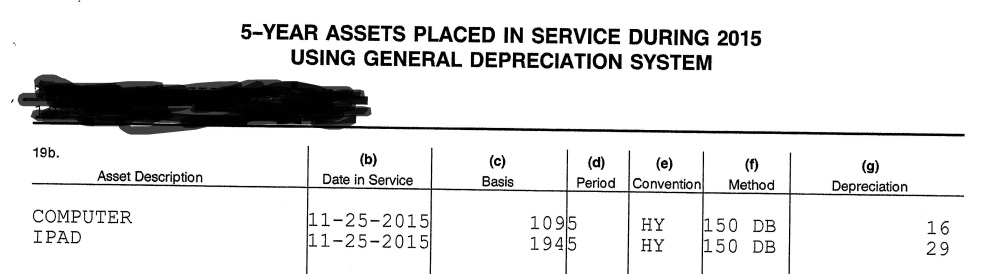 5-YEAR ASSETS PLACED IN SERVICE DURING 2015
USING GENERAL DEPRECIATION SYSTEM
19b. (b) (c) (d) (e) (f) (g)
Asset Description Date in Service Basis Period Convention Method Depreciation
COMPUTER 11-25-2015 109 5 HY 150 DB 16
IPAD 11-25-2015 194 5 HY 150 DB 29